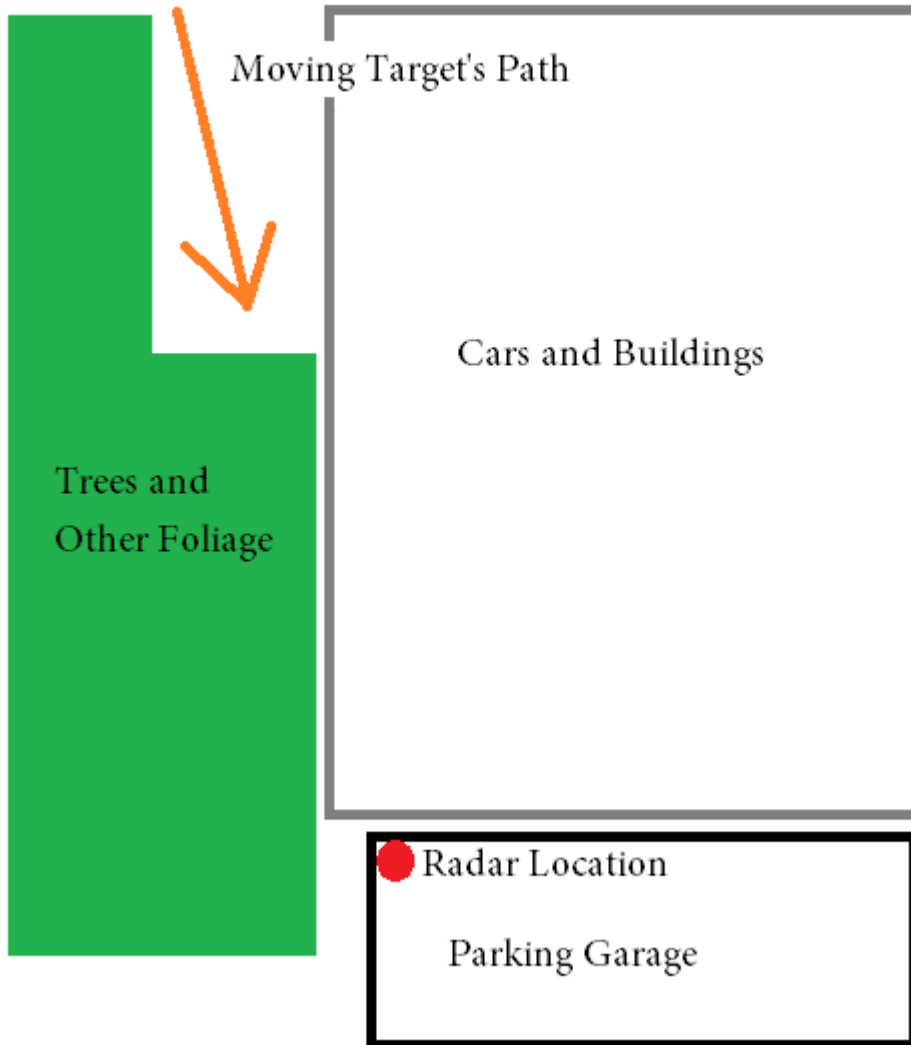 Moving Target's Path
Cars and Buildings
Trees and
Other Foliage
Radar Location
Parking Garage